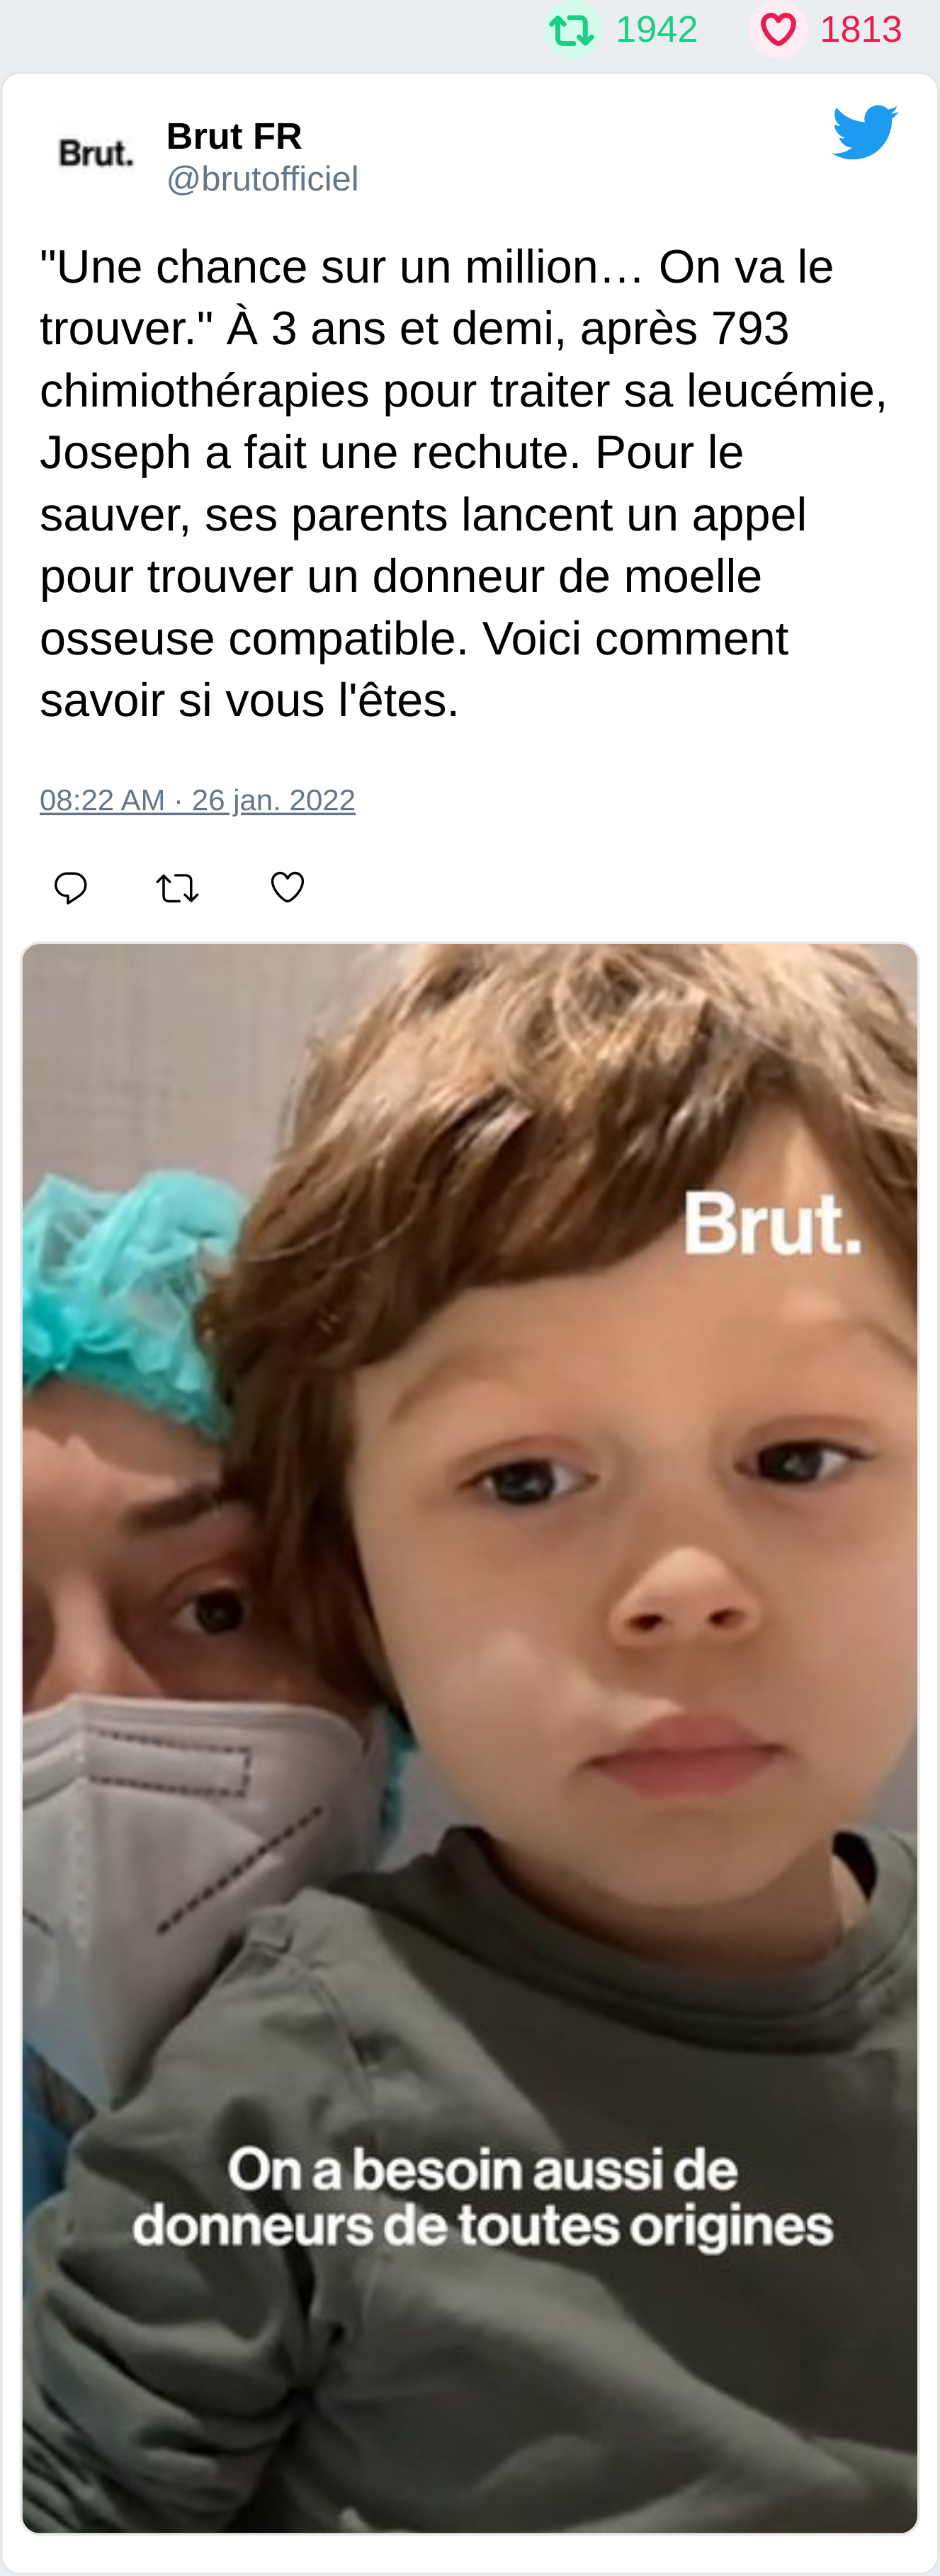 1942 1813
Brut.
Brut FR
@brutofficiel
"Une chance sur un million… On va le
trouver." À 3 ans et demi, après 793
chimiothérapies pour traiter sa leucémie,
Joseph a fait une rechute. Pour le
sauver, ses parents lancent un appel
pour trouver un donneur de moelle
osseuse compatible. Voici comment
savoir si vous l'êtes.
08:22 AM · 26 jan. 2022
Brut.
On a besoin aussi de
donneurs de toutes origines